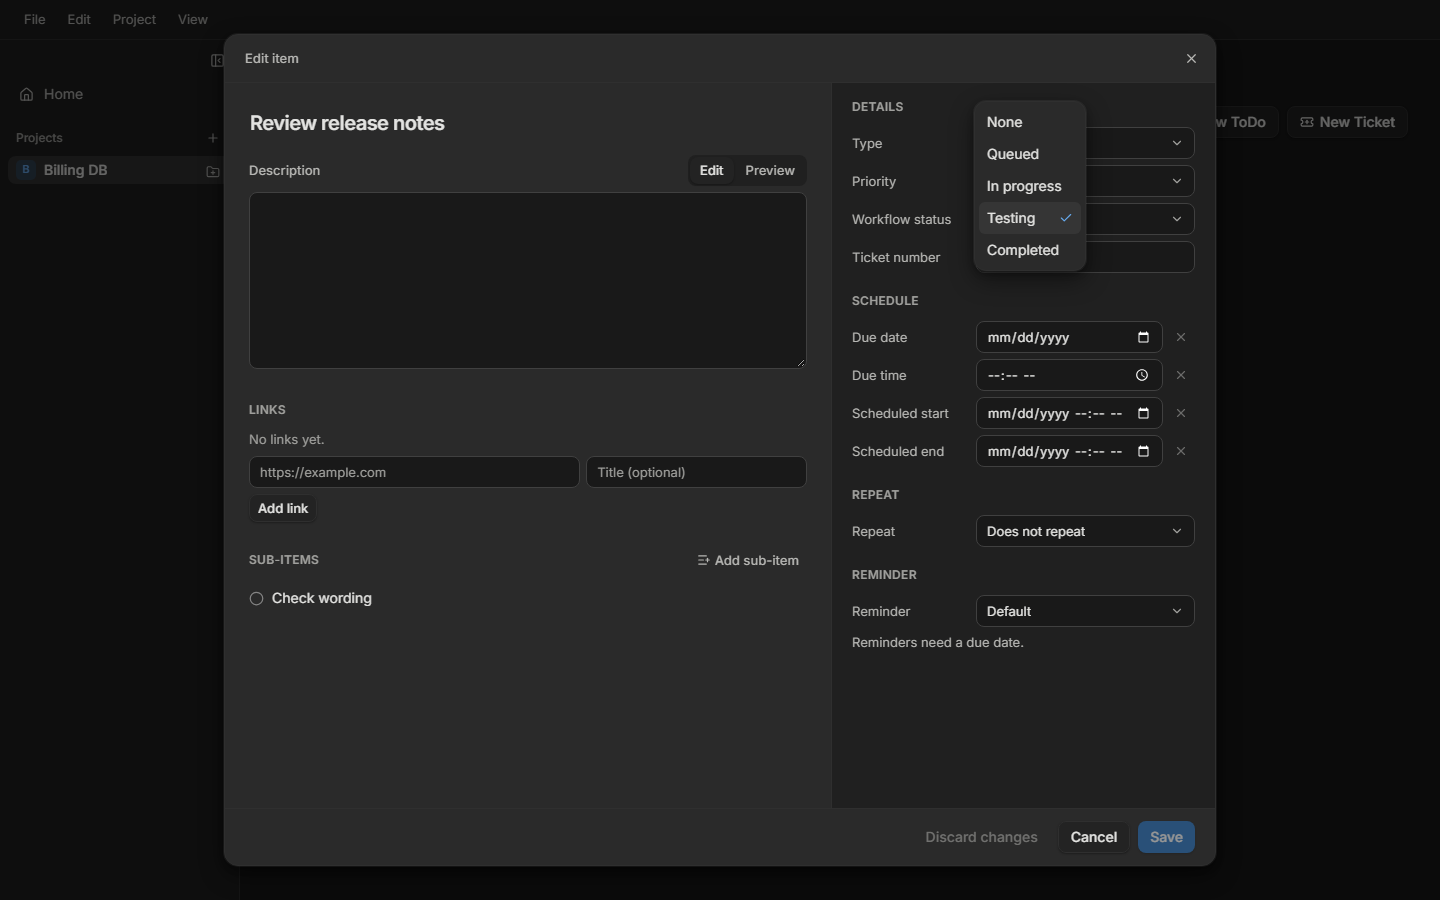 File Edit Project View
Edit item
Home
Projects
B Billing DB
w ToDo
New Ticket
Review release notes
Description
Edit Preview
LINKS
No links yet.
https://example.com Title (optional)
Add link
SUB-ITEMS
Add sub-item
Check wording
DETAILS
Type
Priority
Workflow status
Ticket number
None
Queued
In progress
Testing
Completed
SCHEDULE
Due date mm/dd/yyyy
Due time --:-- --
Scheduled start mm/dd/yyyy --:-- --
Scheduled end mm/dd/yyyy --:-- --
REPEAT
Repeat Does not repeat
REMINDER
Reminder Default
Reminders need a due date.
Discard changes Cancel Save